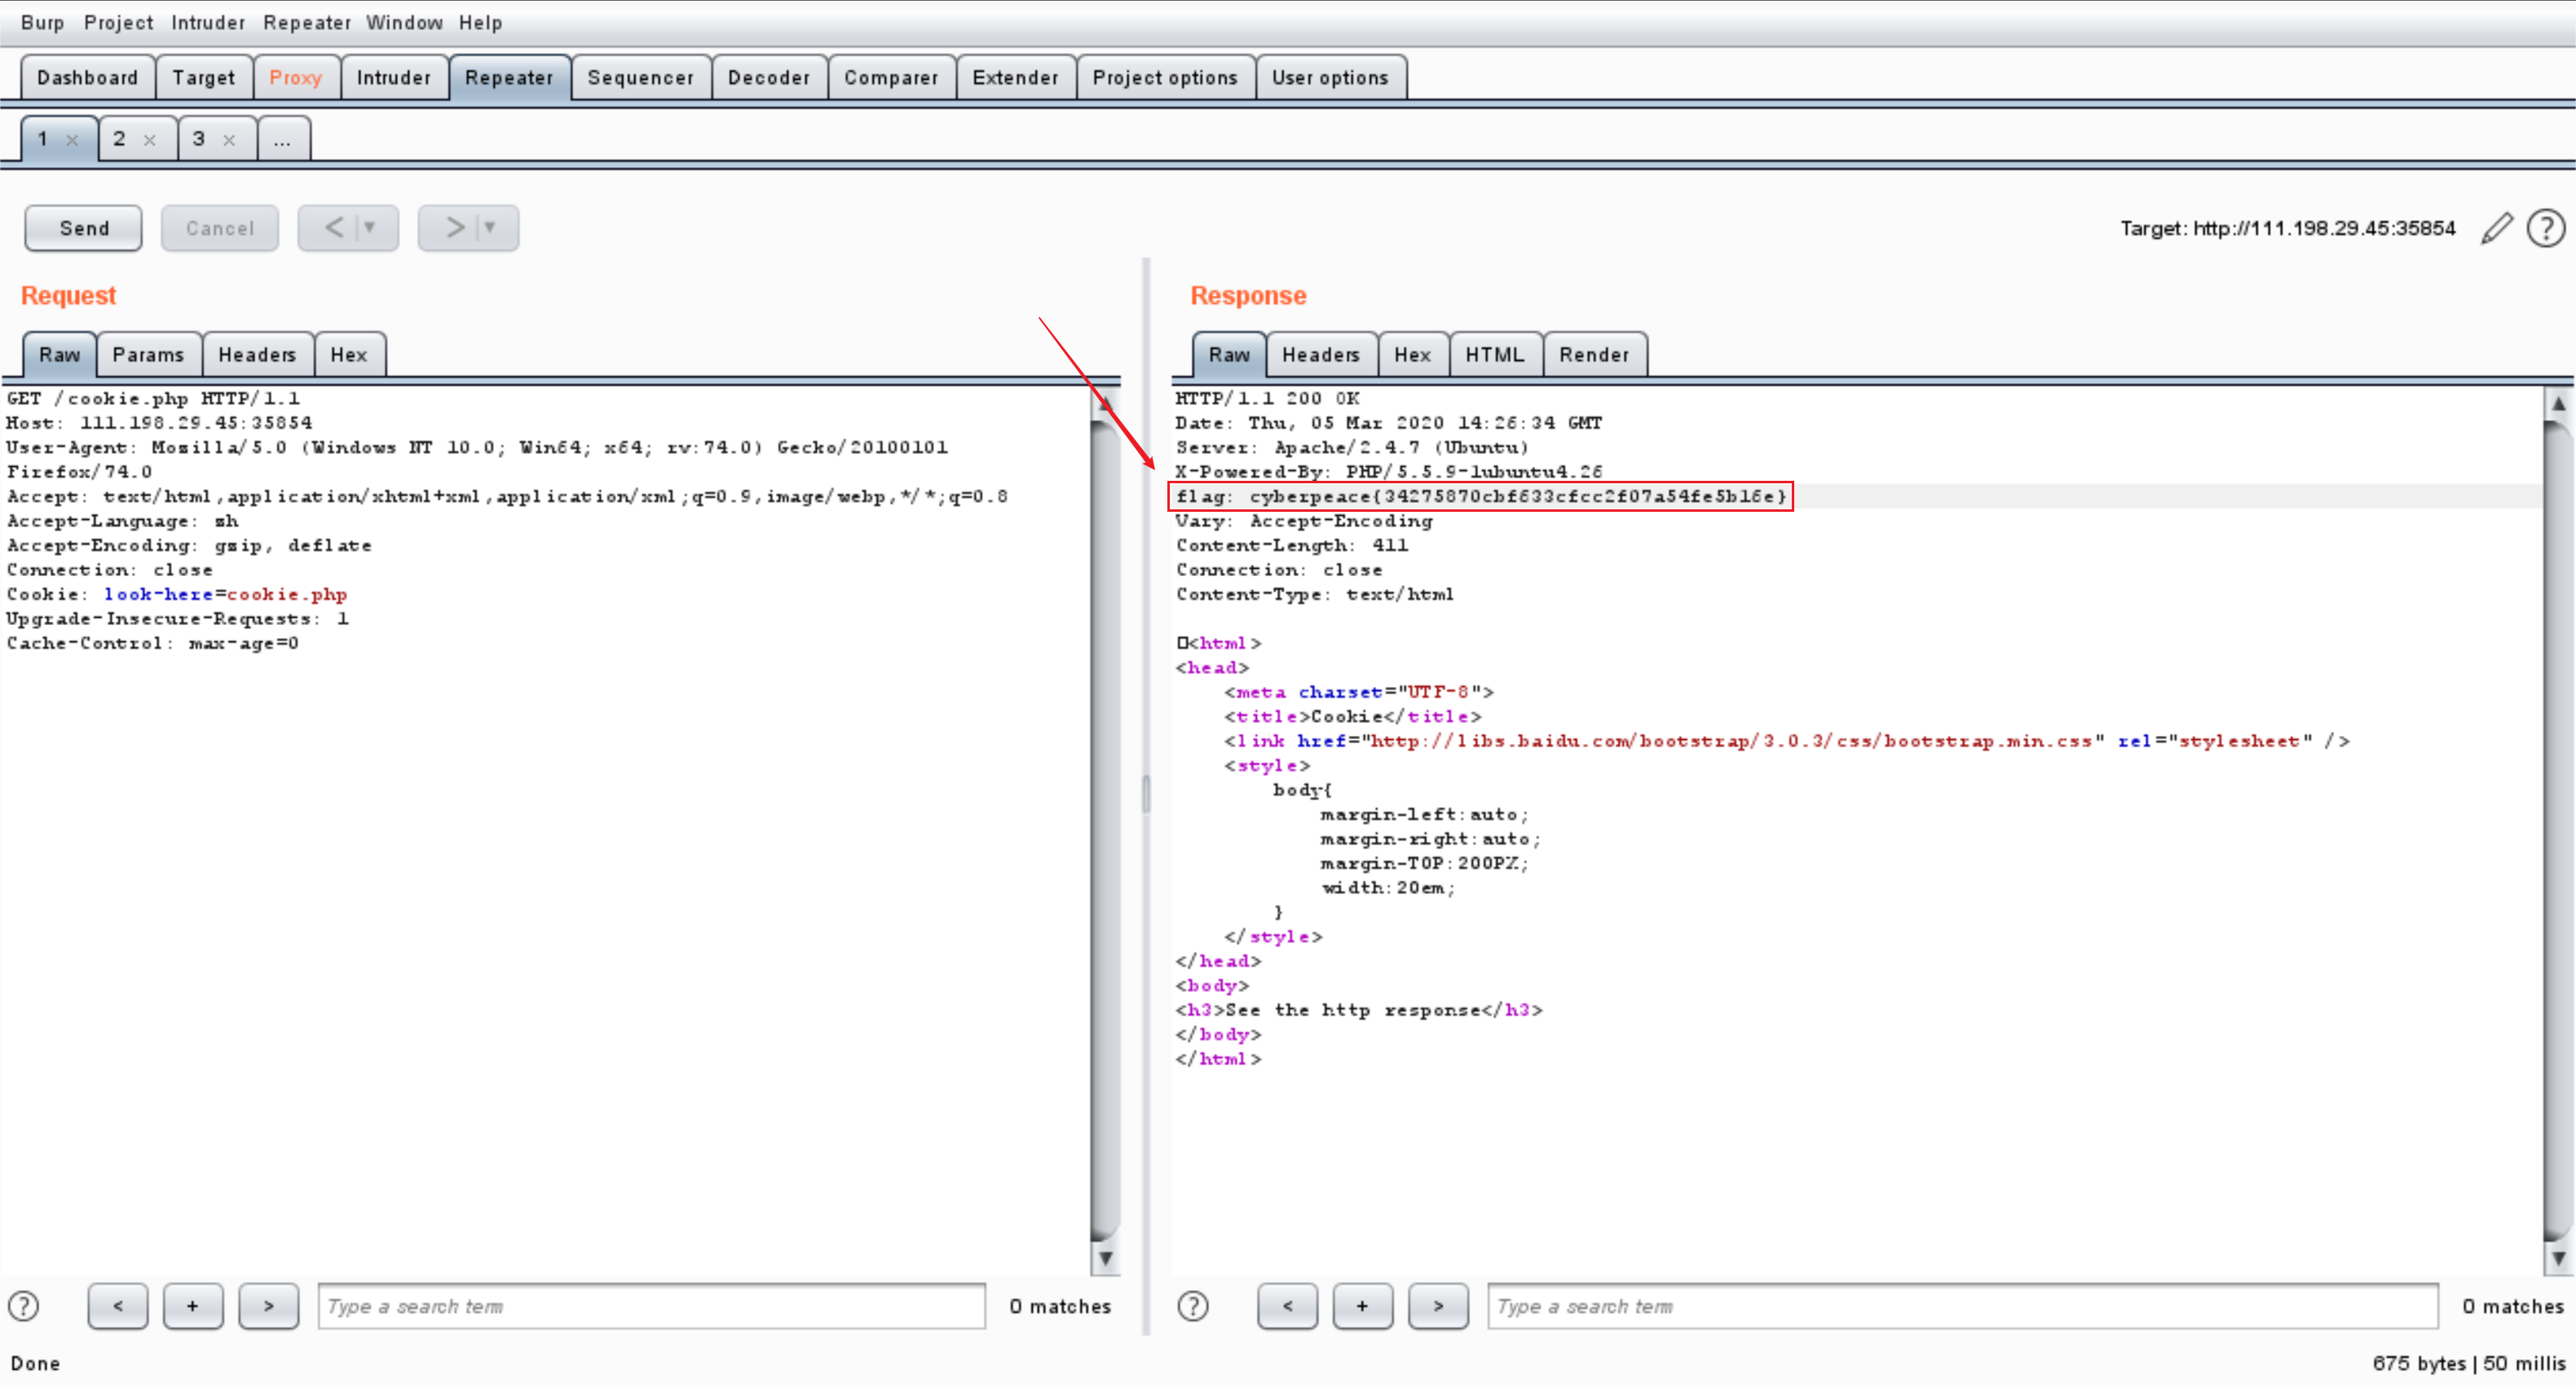 Burp Project Intruder Repeater Window Help
Dashboard Target Proxy Intruder Repeater Sequencer Decoder Comparer Extender Project options User options
1 × 2 × 3 × ...
Send Cancel < > Target: http://111.198.29.45:35854
Request
Raw Params Headers Hex
GET /cookie.php HTTP/1.1
Host: 111.198.29.45:35854
User-Agent: Mozilla/5.0 (Windows NT 10.0; Win64; x64; rv:74.0) Gecko/20100101
Firefox/74.0
Accept: text/html,application/xhtml+xml,application/xml;q=0.9,image/webp,*/*;q=0.8
Accept-Language: zh
Accept-Encoding: gzip, deflate
Connection: close
Cookie: look-here=cookie.php
Upgrade-Insecure-Requests: 1
Cache-Control: max-age=0
? < + > Type a search term 0 matches
Response
Raw Headers Hex HTML Render
HTTP/1.1 200 OK
Date: Thu, 05 Mar 2020 14:26:34 GMT
Server: Apache/2.4.7 (Ubuntu)
X-Powered-By: PHP/5.5.9-1ubuntu4.26
flag: cyberpeace{34275870cbf633cfcc2f07a54fe5b16e}
Vary: Accept-Encoding
Content-Length: 411
Connection: close
Content-Type: text/html
<html>
<head>
<meta charset="UTF-8">
<title>Cookie</title>
<link href="http://libs.baidu.com/bootstrap/3.0.3/css/bootstrap.min.css" rel="stylesheet" />
<style>
body{
margin-left:auto;
margin-right:auto;
margin-TOP:200PX;
width:20em;
}
</style>
</head>
<body>
<h3>See the http response</h3>
</body>
</html>
? < + > Type a search term 0 matches
Done 675 bytes | 50 millis